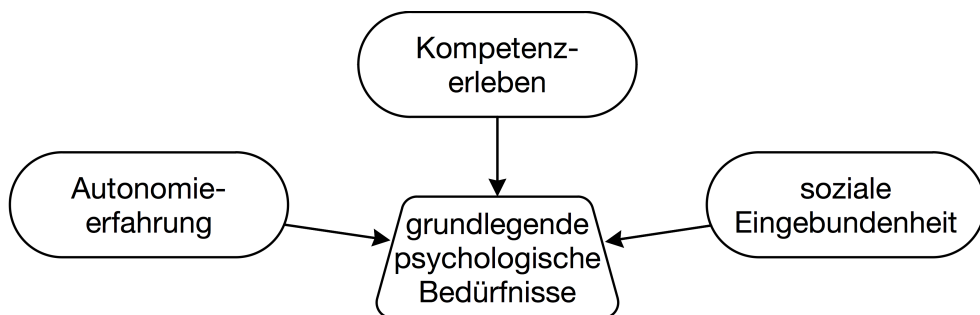 Kompetenz-
erleben
Autonomie-
erfahrung
soziale
Eingebundenheit
grundlegende
psychologische
Bedürfnisse